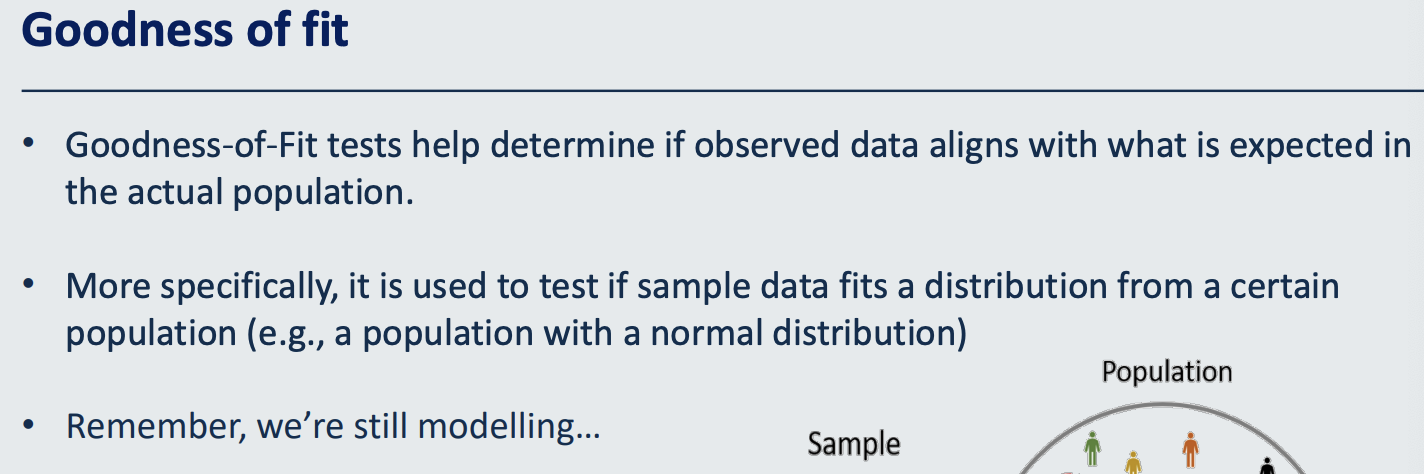 Goodness of fit
• Goodness-of-Fit tests help determine if observed data aligns with what is expected in
the actual population.
• More specifically, it is used to test if sample data fits a distribution from a certain
population (e.g., a population with a normal distribution)
• Remember, we’re still modelling…
Population
Sample